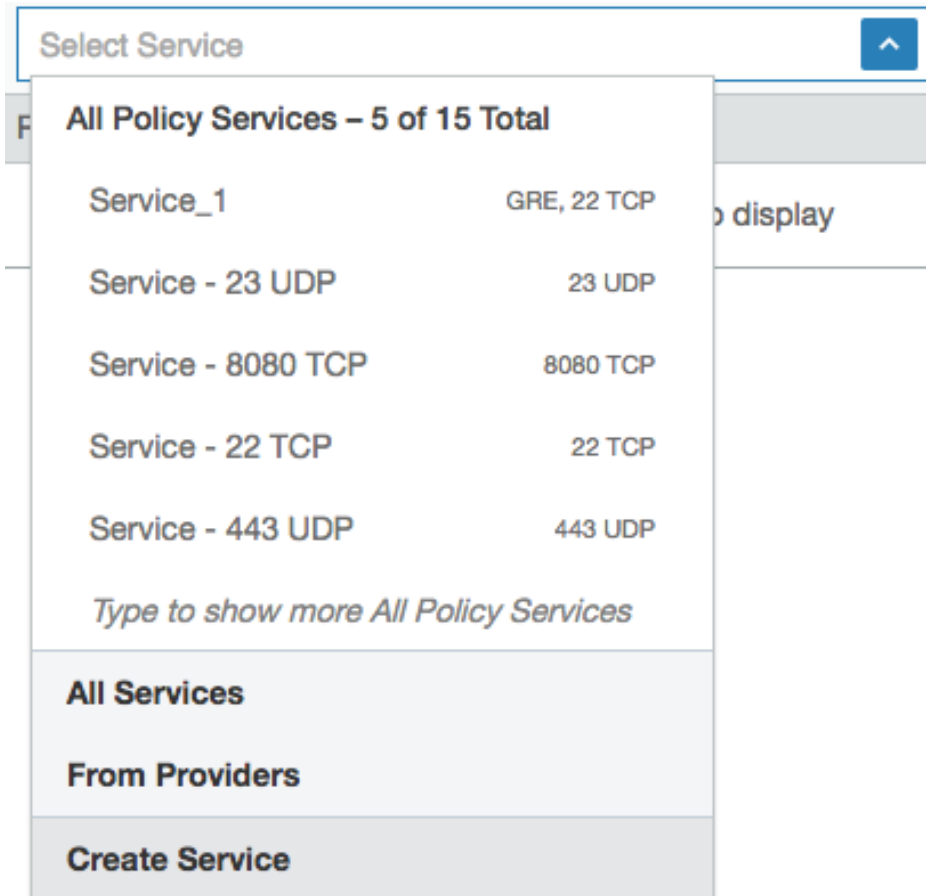 Select Service
All Policy Services – 5 of 15 Total
Service_1 GRE, 22 TCP
display
Service - 23 UDP 23 UDP
Service - 8080 TCP 8080 TCP
Service - 22 TCP 22 TCP
Service - 443 UDP 443 UDP
Type to show more All Policy Services
All Services
From Providers
Create Service